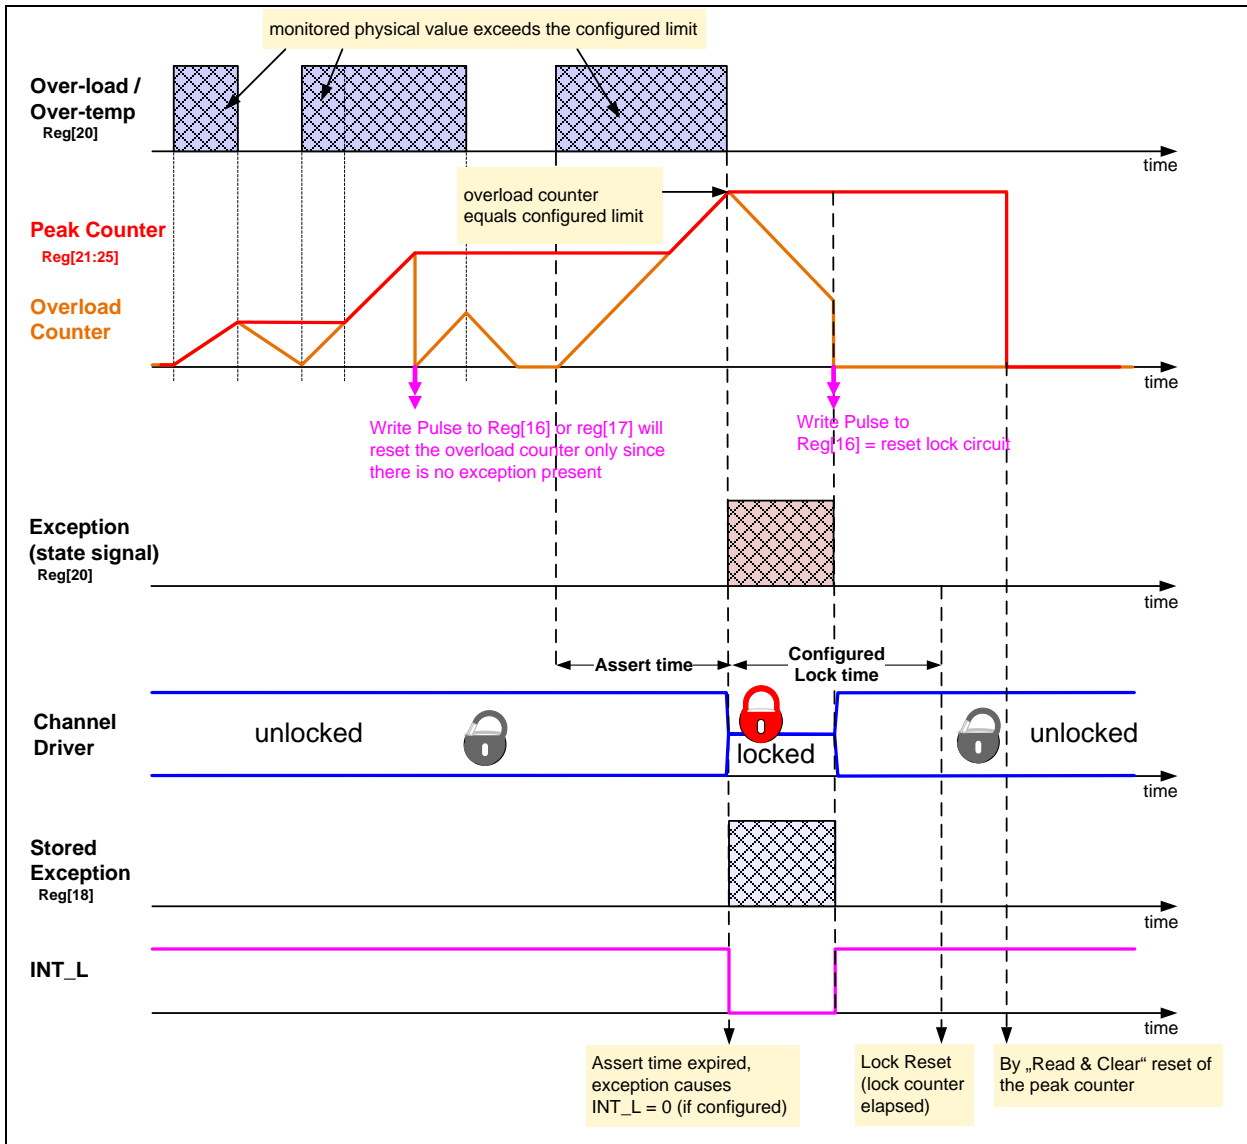 monitored physical value exceeds the configured limit
Over-load /
Over-temp
Reg[20]
time
overload counter
equals configured limit
Peak Counter
Reg[21:25]
Overload
Counter
time
Write Pulse to Reg[16] or reg[17] will
reset the overload counter only since
there is no exception present
Write Pulse to
Reg[16] = reset lock circuit
Exception
(state signal)
Reg[20]
time
Assert time
Configured
Lock time
Channel
Driver
unlocked
locked
unlocked
time
Stored
Exception
Reg[18]
time
INT_L
time
Assert time expired,
exception causes
INT_L = 0 (if configured)
Lock Reset
(lock counter
elapsed)
By „Read & Clear“ reset of
the peak counter